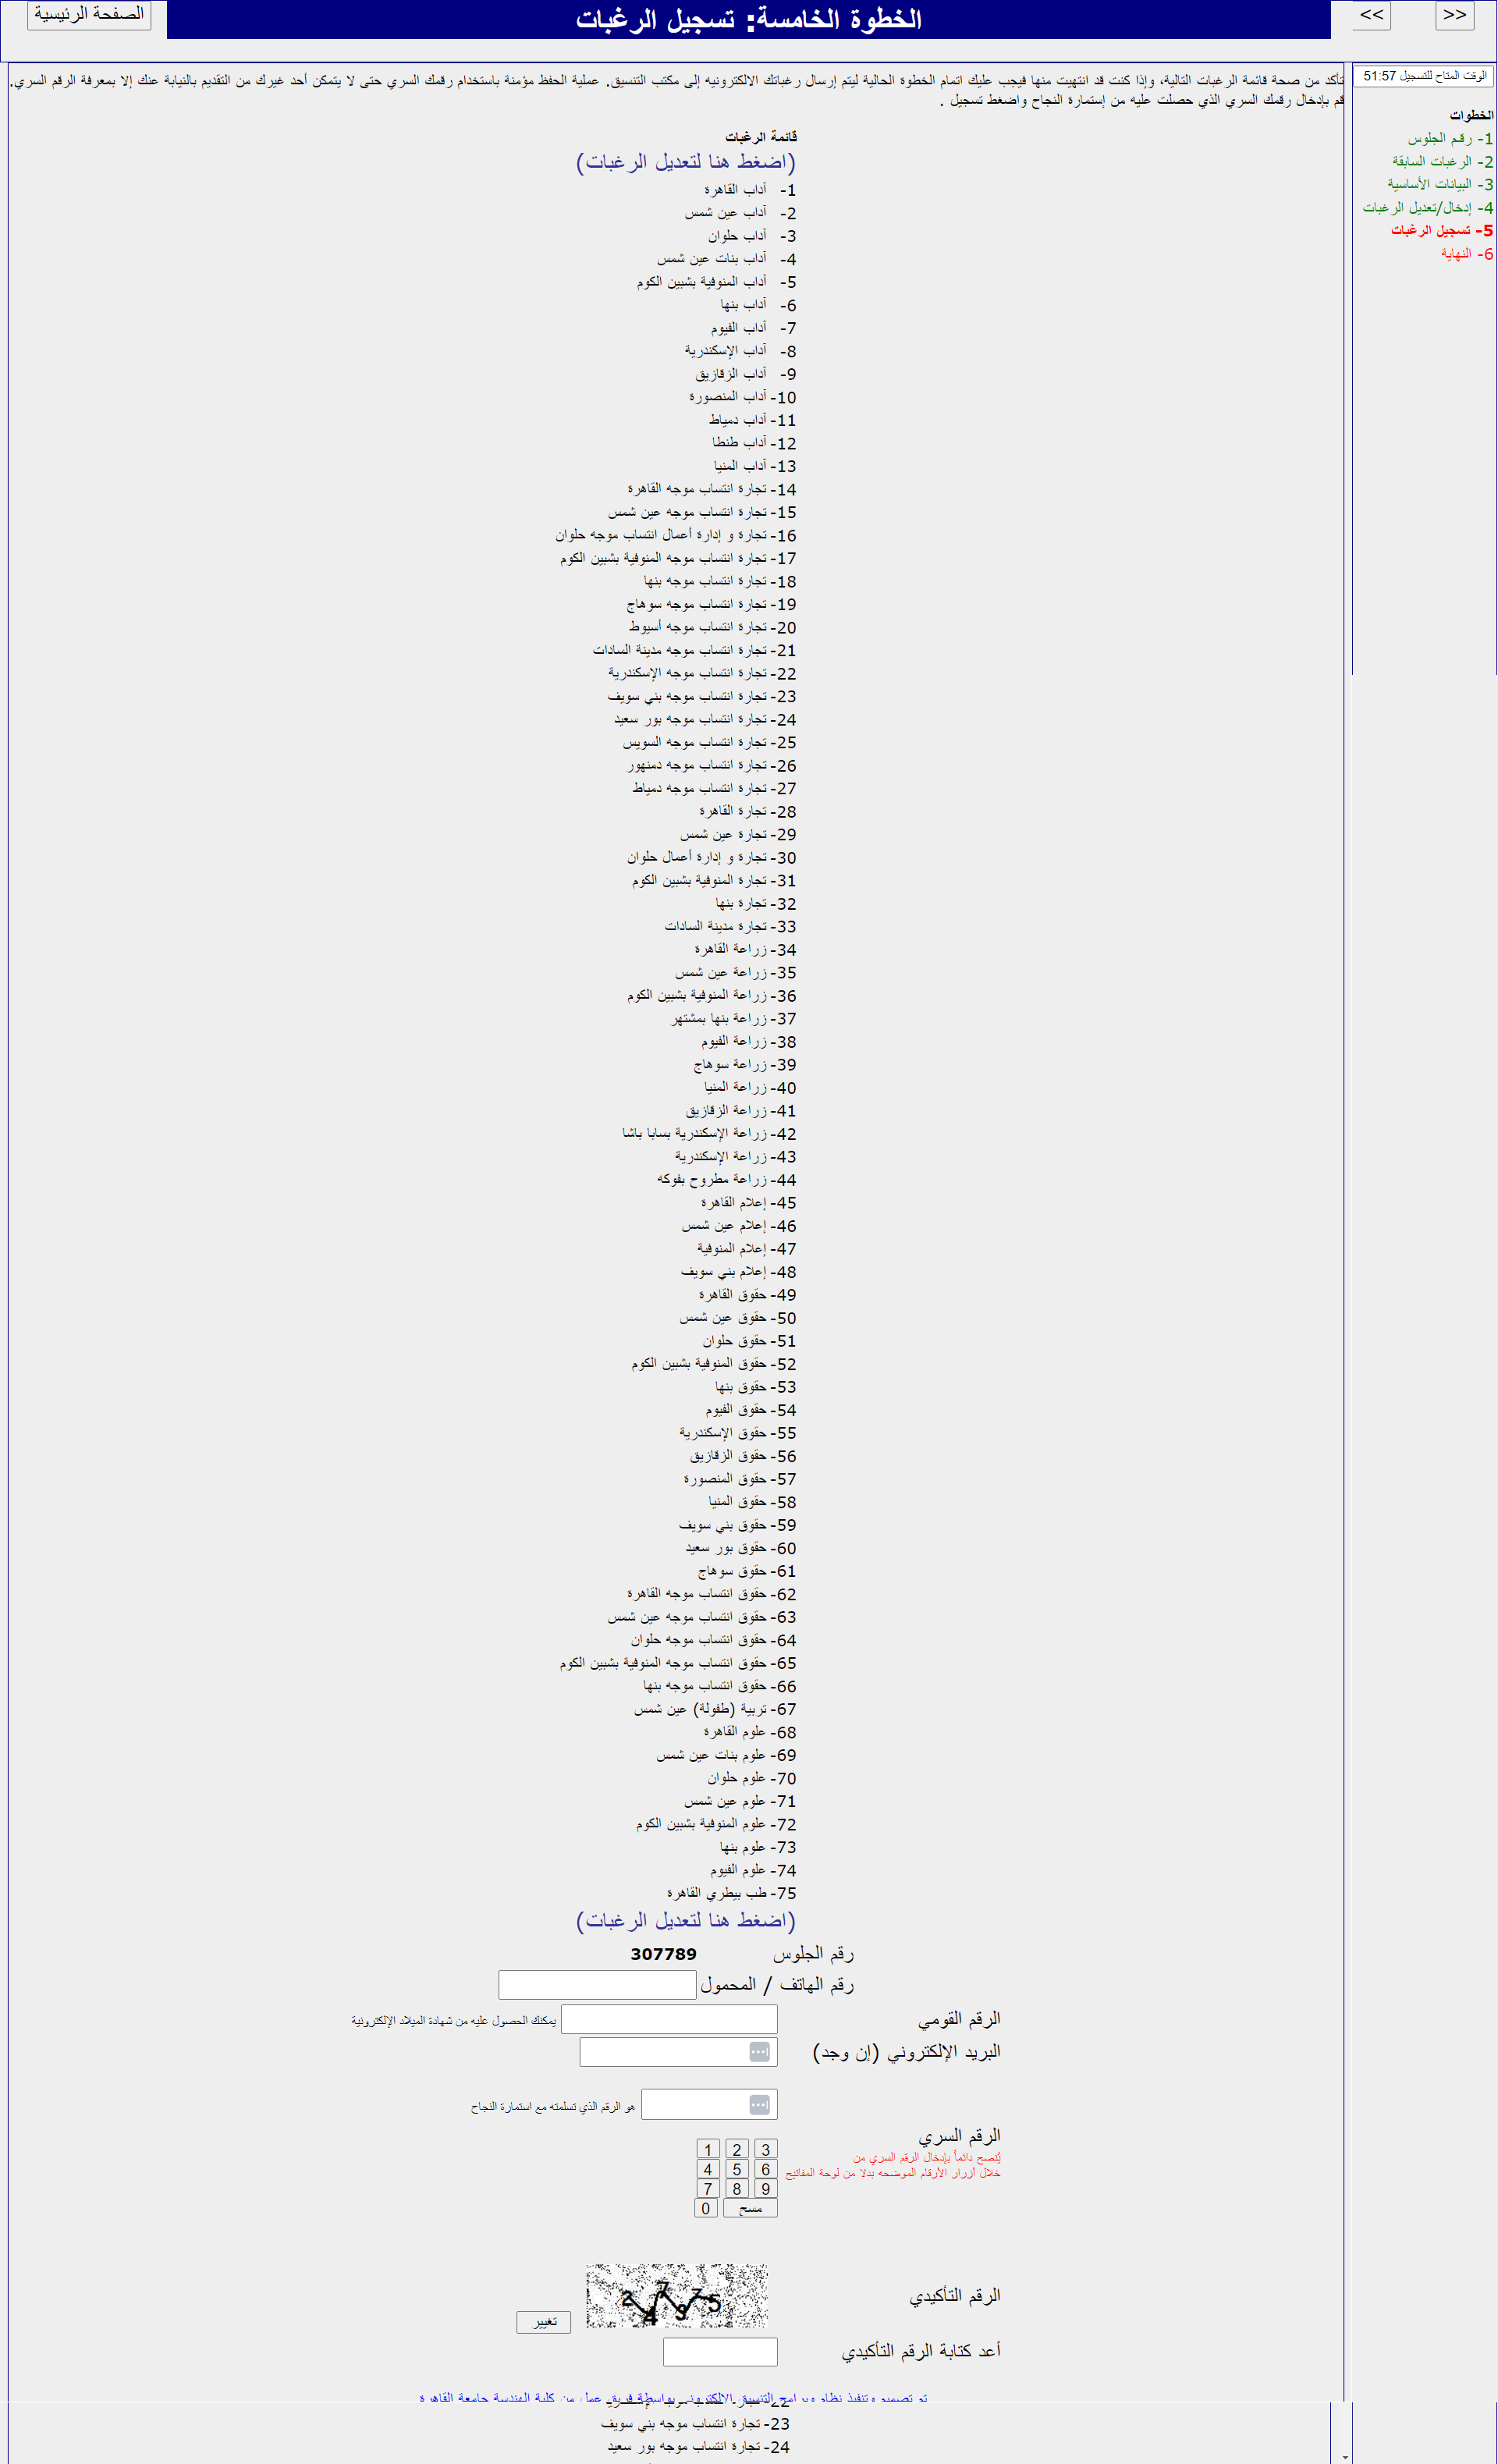 << >> الخطوة الخامسة: تسجيل الرغبات الصفحة الرئيسية
الوقت المتاح للتسجيل 51:57
الخطوات
1- رقم الجلوس
2- الرغبات السابقة
3- البيانات الأساسية
4- إدخال/تعديل الرغبات
5- تسجيل الرغبات
6- النهاية
تأكد من صحة قائمة الرغبات التالية، وإذا كنت قد انتهيت منها فيجب عليك اتمام الخطوة الحالية ليتم إرسال رغباتك الالكترونيه إلى مكتب التنسيق. عملية الحفظ مؤمنة باستخدام رقمك السري حتى لا يتمكن أحد غيرك من التقديم بالنيابة عنك إلا بمعرفة الرقم السري.
قم بإدخال رقمك السري الذي حصلت عليه من إستمارة النجاح واضغط تسجيل .
قائمة الرغبات
(اضغط هنا لتعديل الرغبات)
1- آداب القاهرة
2- آداب عين شمس
3- آداب حلوان
4- آداب بنات عين شمس
5- آداب المنوفية بشبين الكوم
6- آداب بنها
7- آداب الفيوم
8- آداب الإسكندرية
9- آداب الزقازيق
10- آداب المنصورة
11- آداب دمياط
12- آداب طنطا
13- آداب المنيا
14- تجارة انتساب موجه القاهرة
15- تجارة انتساب موجه عين شمس
16- تجارة و إدارة أعمال انتساب موجه حلوان
17- تجارة انتساب موجه المنوفية بشبين الكوم
18- تجارة انتساب موجه بنها
19- تجارة انتساب موجه سوهاج
20- تجارة انتساب موجه أسيوط
21- تجارة انتساب موجه مدينة السادات
22- تجارة انتساب موجه الإسكندرية
23- تجارة انتساب موجه بني سويف
24- تجارة انتساب موجه بور سعيد
25- تجارة انتساب موجه السويس
26- تجارة انتساب موجه دمنهور
27- تجارة انتساب موجه دمياط
28- تجارة القاهرة
29- تجارة عين شمس
30- تجارة و إدارة أعمال حلوان
31- تجارة المنوفية بشبين الكوم
32- تجارة بنها
33- تجارة مدينة السادات
34- زراعة القاهرة
35- زراعة عين شمس
36- زراعة المنوفية بشبين الكوم
37- زراعة بنها بمشتهر
38- زراعة الفيوم
39- زراعة سوهاج
40- زراعة المنيا
41- زراعة الزقازيق
42- زراعة الإسكندرية بسابا باشا
43- زراعة الإسكندرية
44- زراعة مطروح بفوكه
45- إعلام القاهرة
46- إعلام عين شمس
47- إعلام المنوفية
48- إعلام بني سويف
49- حقوق القاهرة
50- حقوق عين شمس
51- حقوق حلوان
52- حقوق المنوفية بشبين الكوم
53- حقوق بنها
54- حقوق الفيوم
55- حقوق الإسكندرية
56- حقوق الزقازيق
57- حقوق المنصورة
58- حقوق المنيا
59- حقوق بني سويف
60- حقوق بور سعيد
61- حقوق سوهاج
62- حقوق انتساب موجه القاهرة
63- حقوق انتساب موجه عين شمس
64- حقوق انتساب موجه حلوان
65- حقوق انتساب موجه المنوفية بشبين الكوم
66- حقوق انتساب موجه بنها
67- تربية (طفولة) عين شمس
68- علوم القاهرة
69- علوم بنات عين شمس
70- علوم حلوان
71- علوم عين شمس
72- علوم المنوفية بشبين الكوم
73- علوم بنها
74- علوم الفيوم
75- طب بيطري القاهرة
(اضغط هنا لتعديل الرغبات)
رقم الجلوس 307789
رقم الهاتف / المحمول
الرقم القومي يمكنك الحصول عليه من شهادة الميلاد الإلكترونية
البريد الإلكتروني (إن وجد)
هو الرقم الذي تسلمته مع استمارة النجاح
الرقم السري
يُنصح دائماً بإدخال الرقم السري من
خلال أزرار الأرقام الموضحه بدلا من لوحة المفاتيح
1 2 3
4 5 6
7 8 9
0 مسح
الرقم التأكيدي 2 4 7 9 7 5 تغيير
أعد كتابة الرقم التأكيدي
تم تصميم وتنفيذ نظام وبرامج التنسيق الالكتروني بواسطة فريق عمل من كلية الهندسة جامعة القاهرة
23- تجارة انتساب موجه بني سويف
24- تجارة انتساب موجه بور سعيد